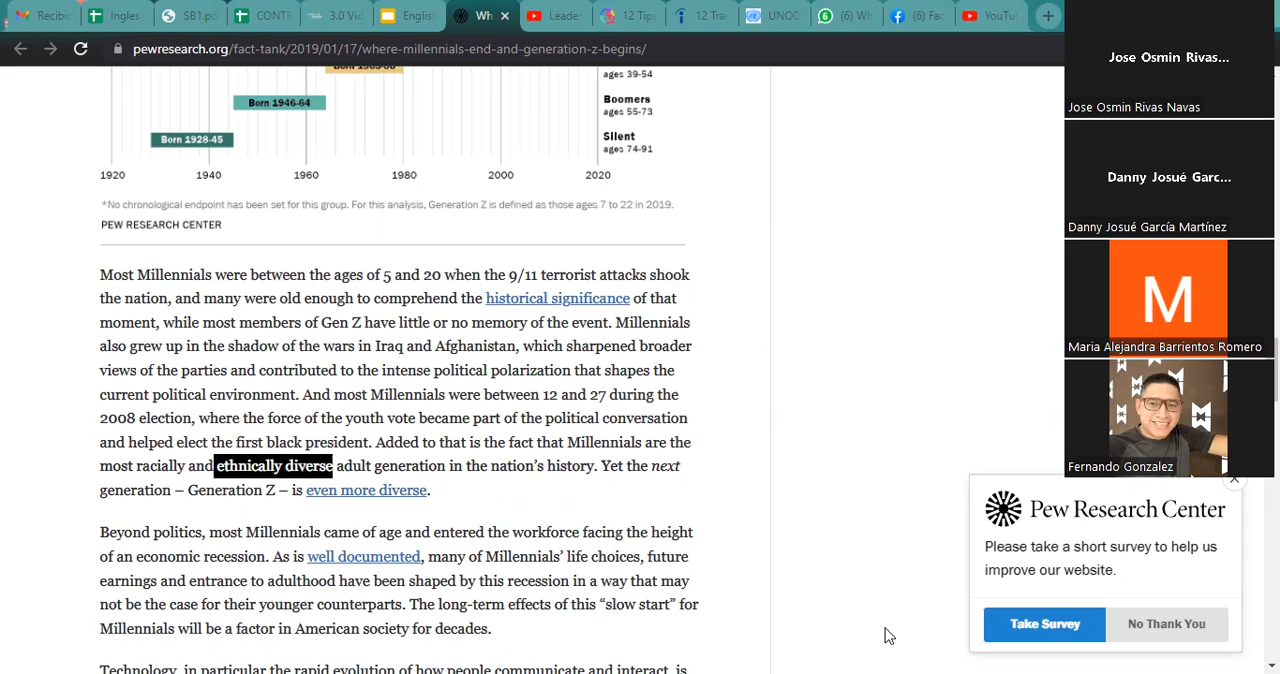 Recibid
Ingles
SB1.pd
CONTR
3.0 Vid
English
Wh
Leader
12 Tip
12 Tra
UNOD
(6) Wh
(6) Fac
YouTu
pewresearch.org/fact-tank/2019/01/17/where-millennials-end-and-generation-z-begins/
ages 39-54
Born 1946-64
Boomers
ages 55-73
Born 1928-45
Silent
ages 74-91
1920 1940 1960 1980 2000 2020
*No chronological endpoint has been set for this group. For this analysis, Generation Z is defined as those ages 7 to 22 in 2019.
PEW RESEARCH CENTER
Most Millennials were between the ages of 5 and 20 when the 9/11 terrorist attacks shook
the nation, and many were old enough to comprehend the historical significance of that
moment, while most members of Gen Z have little or no memory of the event. Millennials
also grew up in the shadow of the wars in Iraq and Afghanistan, which sharpened broader
views of the parties and contributed to the intense political polarization that shapes the
current political environment. And most Millennials were between 12 and 27 during the
2008 election, where the force of the youth vote became part of the political conversation
and helped elect the first black president. Added to that is the fact that Millennials are the
most racially and ethnically diverse adult generation in the nation’s history. Yet the next
generation – Generation Z – is even more diverse.
Beyond politics, most Millennials came of age and entered the workforce facing the height
of an economic recession. As is well documented, many of Millennials’ life choices, future
earnings and entrance to adulthood have been shaped by this recession in a way that may
not be the case for their younger counterparts. The long-term effects of this “slow start” for
Millennials will be a factor in American society for decades.
Technology, in particular the rapid evolution of how people communicate and interact, is
Jose Osmin Rivas...
Jose Osmin Rivas Navas
Danny Josué Garc...
Danny Josué García Martínez
M
Maria Alejandra Barrientos Romero
Fernando Gonzalez
Pew Research Center
Please take a short survey to help us
improve our website.
Take Survey
No Thank You